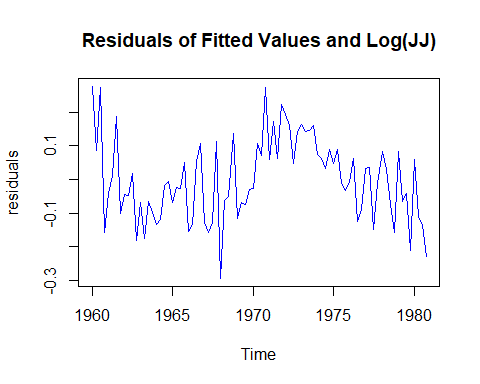 Residuals of Fitted Values and Log(JJ)
residuals
0.1
-0.1
-0.3
1960 1965 1970 1975 1980
Time